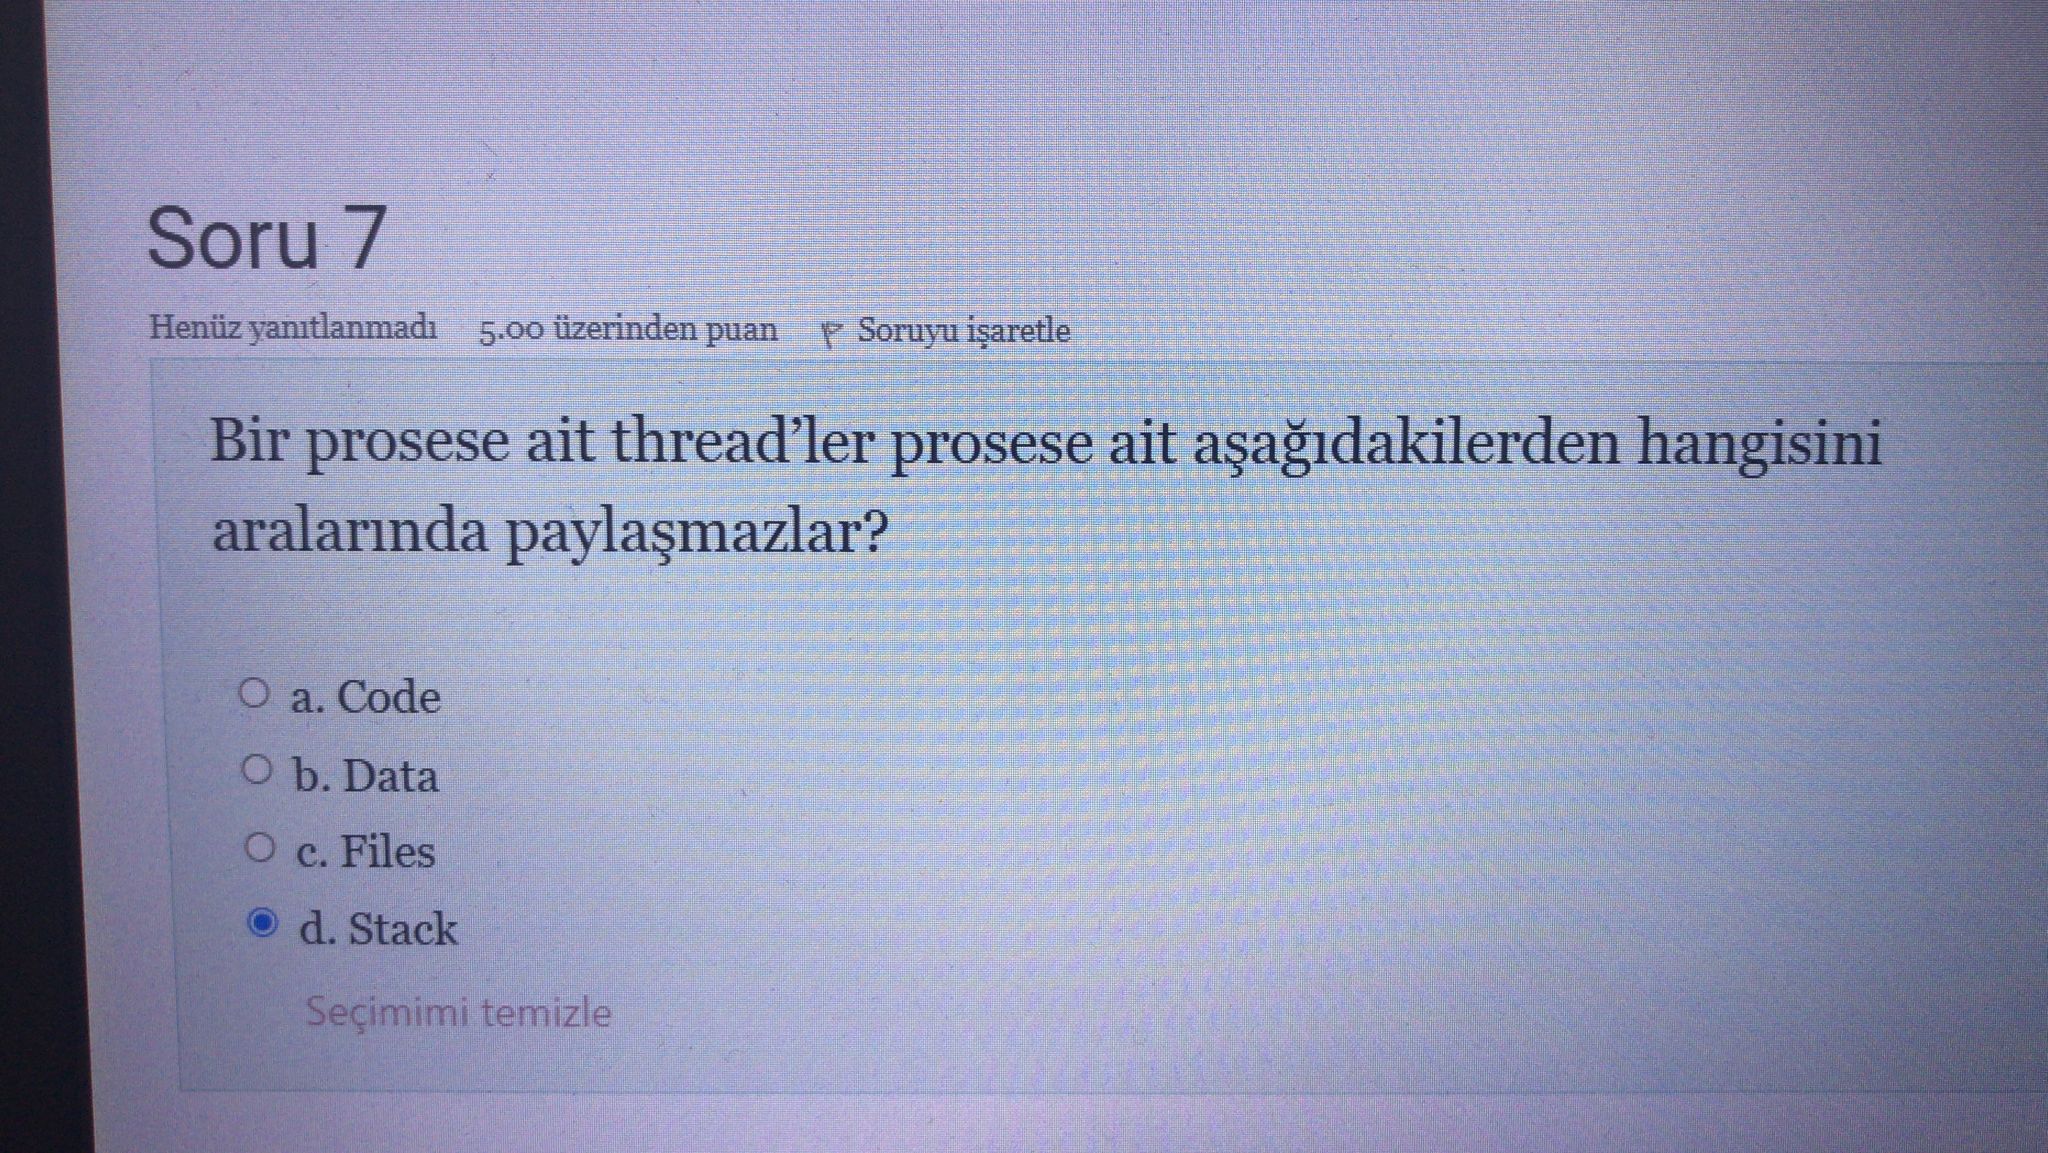 Soru 7
Henüz yanıtlanmadı 5.00 üzerinden puan Soruyu işaretle
Bir prosese ait thread’ler prosese ait aşağıdakilerden hangisini
aralarında paylaşmazlar?
a. Code
b. Data
c. Files
d. Stack
Seçimimi temizle